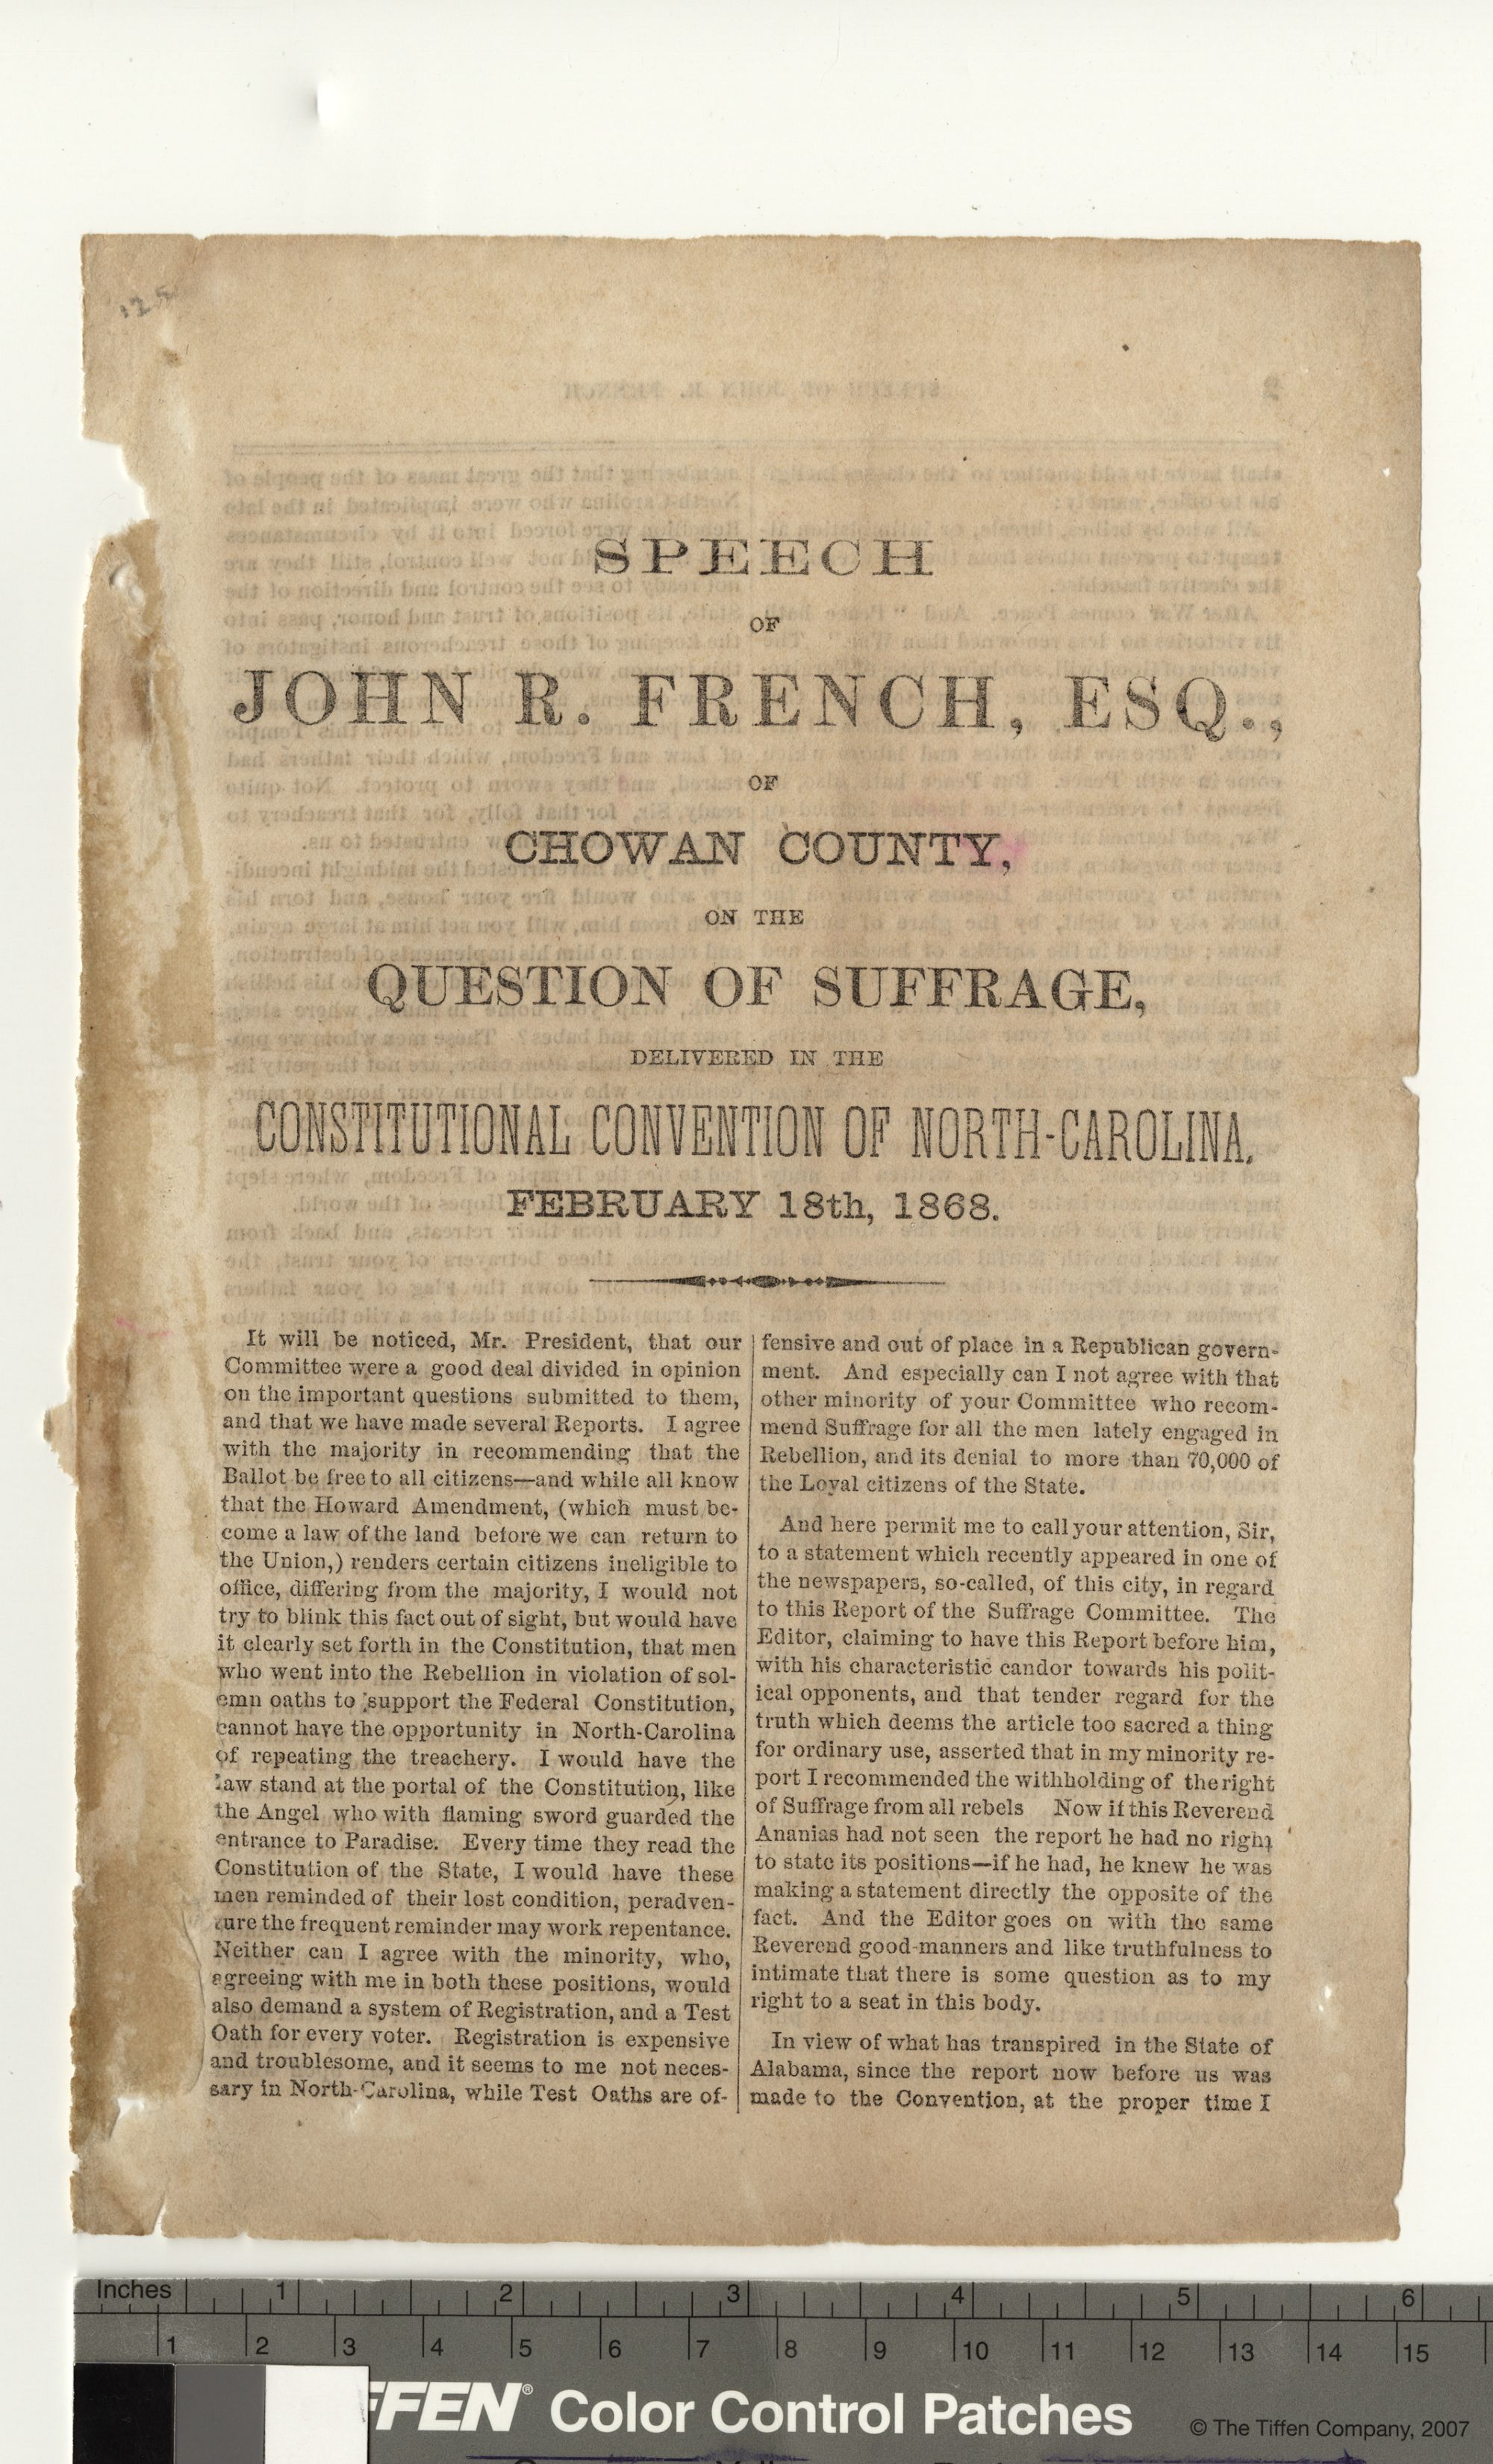 125
SPEECH
OF
JOHN R. FRENCH, ESQ.,
OF
CHOWAN COUNTY,
ON THE
QUESTION OF SUFFRAGE,
DELIVERED IN THE
CONSTITUTIONAL CONVENTION OF NORTH-CAROLINA.
FEBRUARY 18th, 1868.
It will be noticed, Mr. President, that our
Committee were a good deal divided in opinion
on the important questions submitted to them,
and that we have made several Reports. I agree
with the majority in recommending that the
Ballot be free to all citizens—and while all know
that the Howard Amendment, (which must be-
come a law of the land before we can return to
the Union,) renders certain citizens ineligible to
office, differing from the majority, I would not
try to blink this fact out of sight, but would have
it clearly set forth in the Constitution, that men
who went into the Rebellion in violation of sol-
emn oaths to support the Federal Constitution,
cannot have the opportunity in North-Carolina
of repeating the treachery. I would have the
law stand at the portal of the Constitution, like
the Angel who with flaming sword guarded the
entrance to Paradise. Every time they read the
Constitution of the State, I would have these
men reminded of their lost condition, peradven-
ture the frequent reminder may work repentance.
Neither can I agree with the minority, who,
agreeing with me in both these positions, would
also demand a system of Registration, and a Test
Oath for every voter. Registration is expensive
and troublesome, and it seems to me not neces-
sary in North-Carolina, while Test Oaths are of-
fensive and out of place in a Republican govern-
ment. And especially can I not agree with that
other minority of your Committee who recom-
mend Suffrage for all the men lately engaged in
Rebellion, and its denial to more than 70,000 of
the Loyal citizens of the State.
And here permit me to call your attention, Sir,
to a statement which recently appeared in one of
the newspapers, so-called, of this city, in regard
to this Report of the Suffrage Committee. The
Editor, claiming to have this Report before him,
with his characteristic candor towards his polit-
ical opponents, and that tender regard for the
truth which deems the article too sacred a thing
for ordinary use, asserted that in my minority re-
port I recommended the withholding of the right
of Suffrage from all rebels Now if this Reverend
Ananias had not seen the report he had no right
to state its positions—if he had, he knew he was
making a statement directly the opposite of the
fact. And the Editor goes on with the same
Reverend good-manners and like truthfulness to
intimate that there is some question as to my
right to a seat in this body.
In view of what has transpired in the State of
Alabama, since the report now before us was
made to the Convention, at the proper time I
Inches 1 2 3 4 5 6
1 2 3 4 5 6 7 8 9 10 11 12 13 14 15
FFEN® Color Control Patches
© The Tiffen Company, 2007